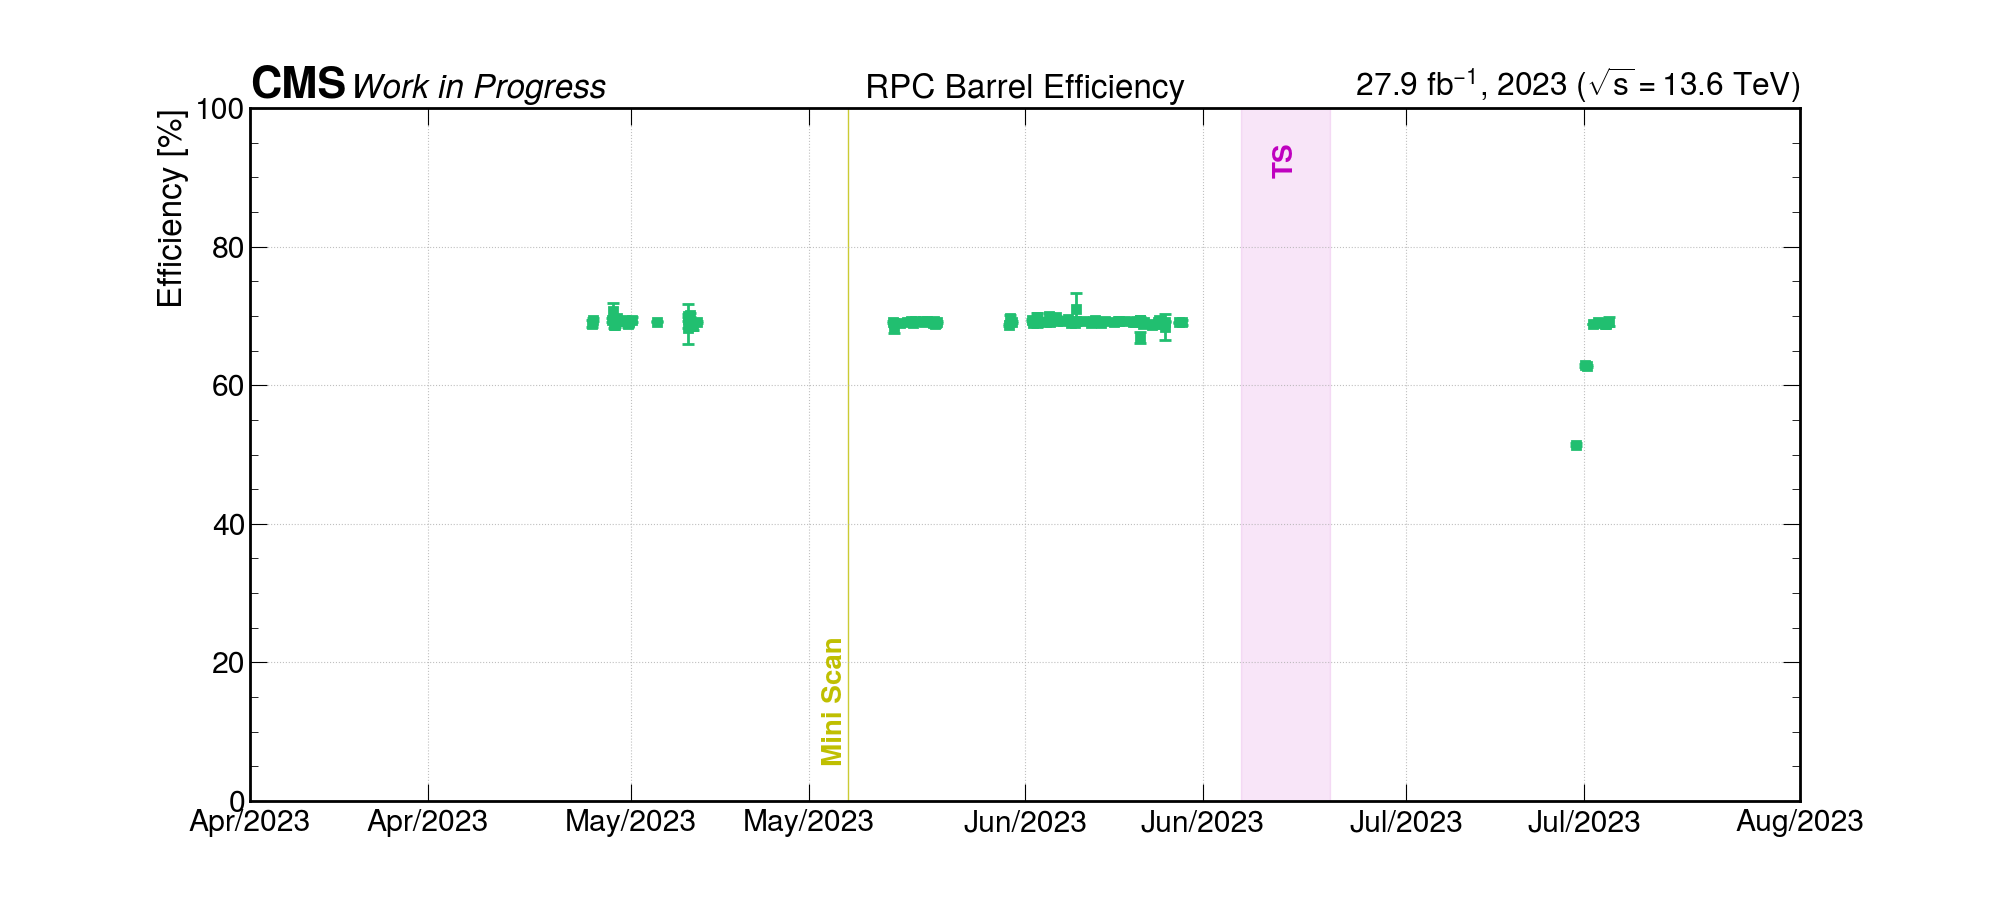 CMS Work in Progress RPC Barrel Efficiency 27.9 fb⁻¹, 2023 (√s = 13.6 TeV)
Efficiency [%]
100
80
60
40
20
0
TS
Mini Scan
Apr/2023 Apr/2023 May/2023 May/2023 Jun/2023 Jun/2023 Jul/2023 Jul/2023 Aug/2023